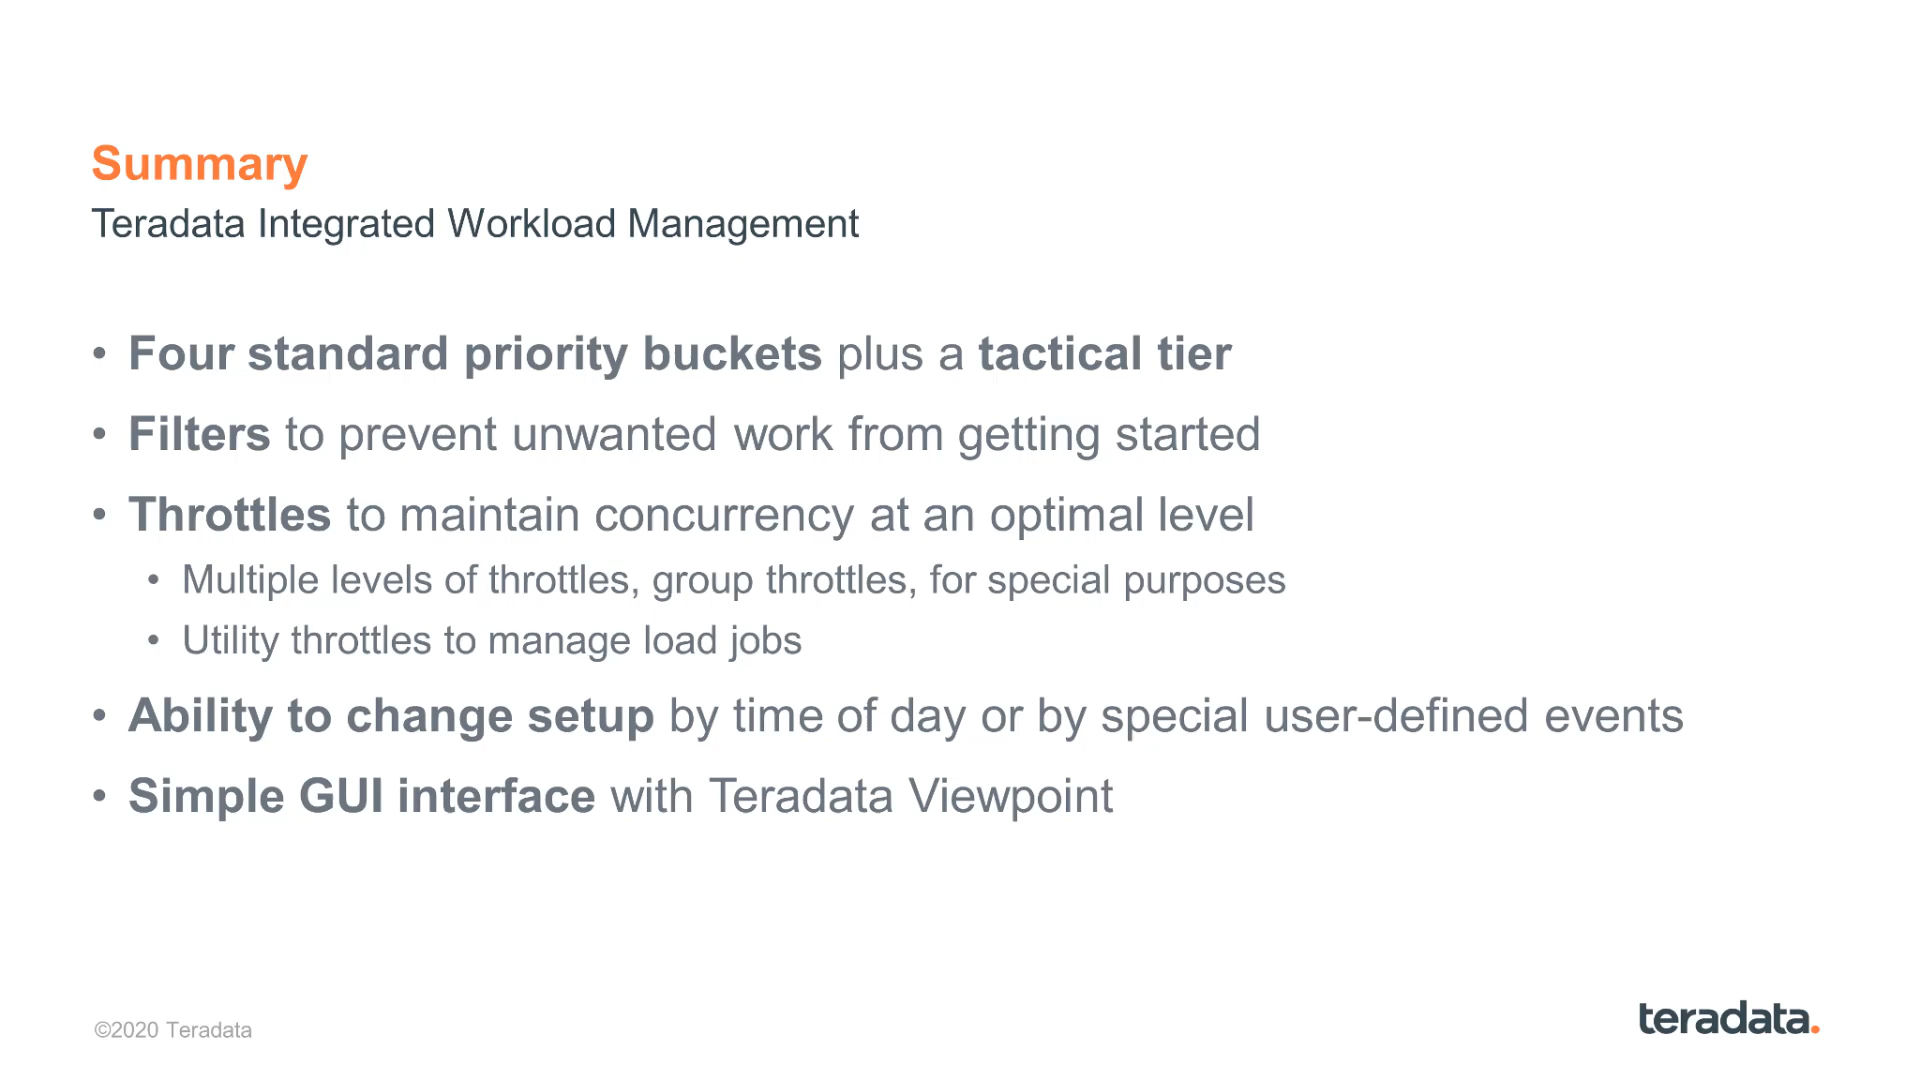 Summary
Teradata Integrated Workload Management
• Four standard priority buckets plus a tactical tier
• Filters to prevent unwanted work from getting started
• Throttles to maintain concurrency at an optimal level
• Multiple levels of throttles, group throttles, for special purposes
• Utility throttles to manage load jobs
• Ability to change setup by time of day or by special user-defined events
• Simple GUI interface with Teradata Viewpoint
©2020 Teradata
teradata.